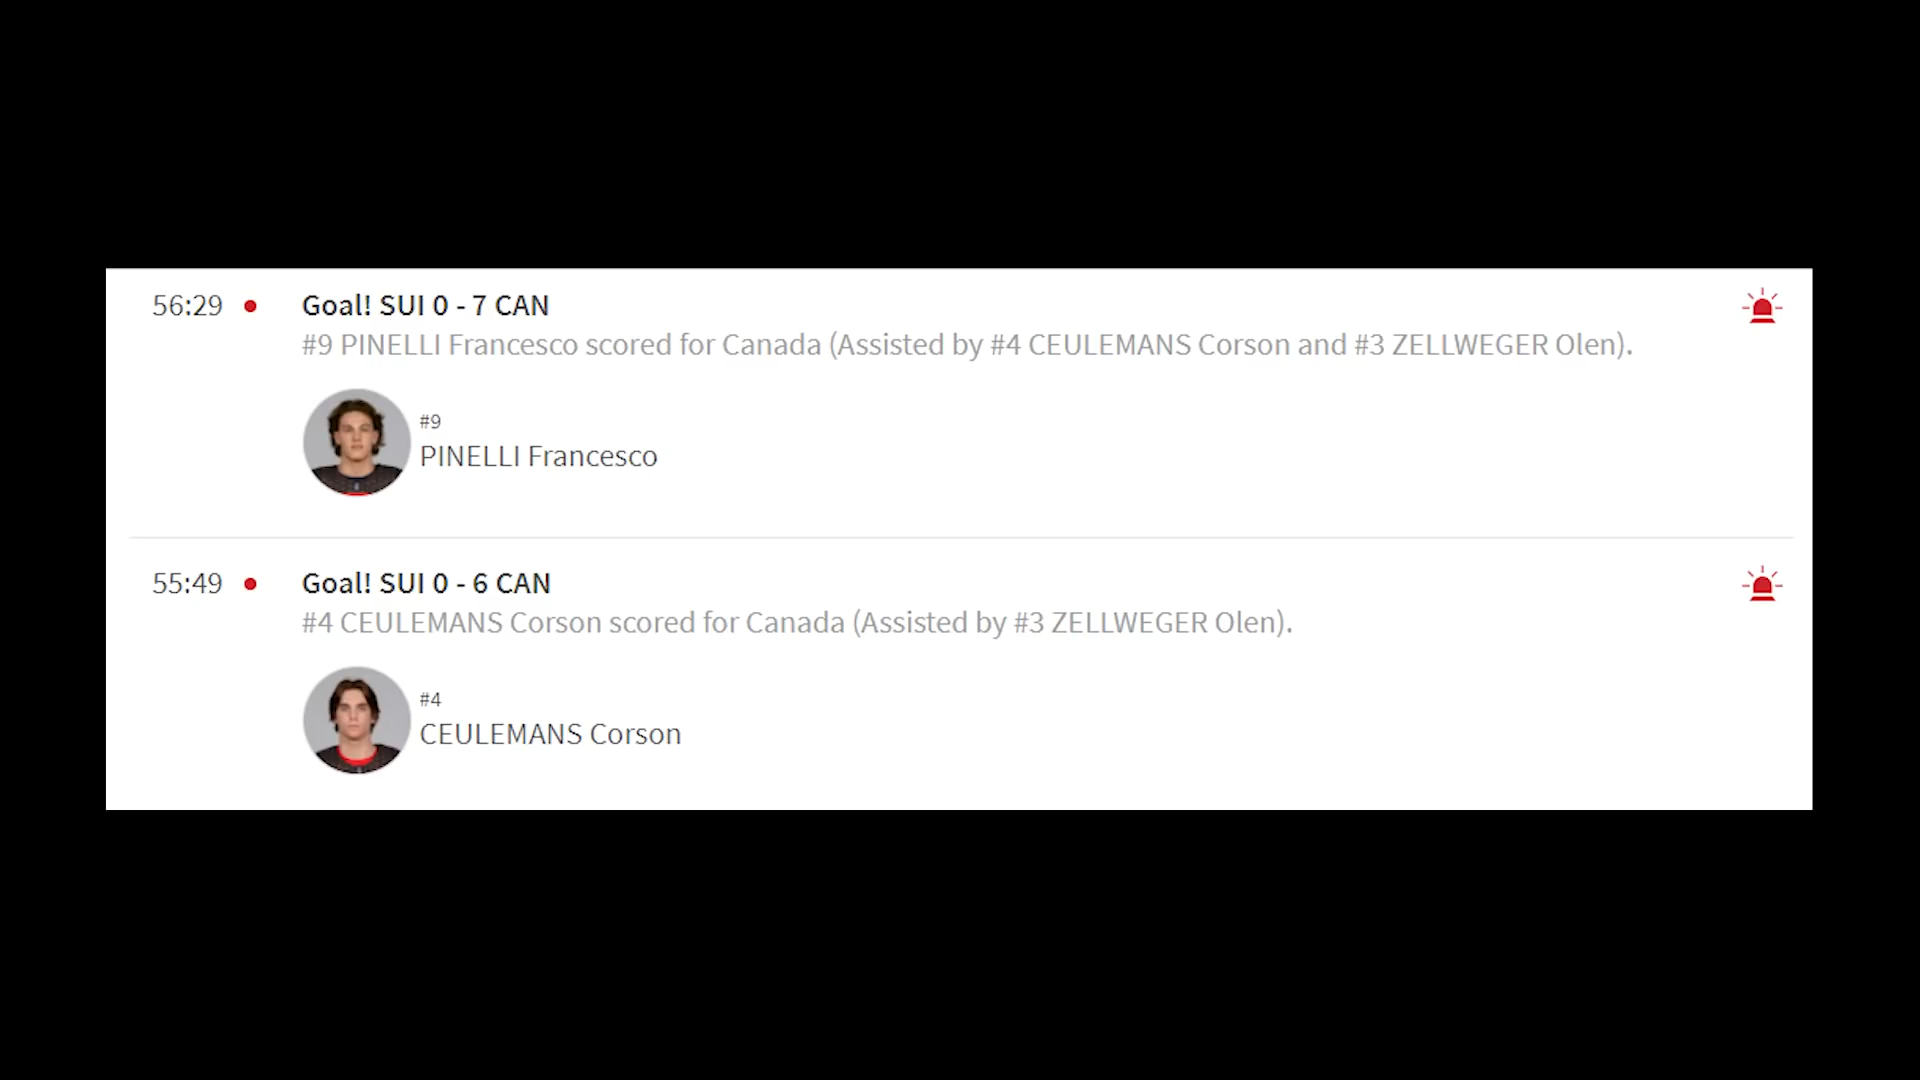 56:29
Goal! SUI 0 - 7 CAN
#9 PINELLI Francesco scored for Canada (Assisted by #4 CEULEMANS Corson and #3 ZELLWEGER Olen).
#9
PINELLI Francesco
55:49
Goal! SUI 0 - 6 CAN
#4 CEULEMANS Corson scored for Canada (Assisted by #3 ZELLWEGER Olen).
#4
CEULEMANS Corson